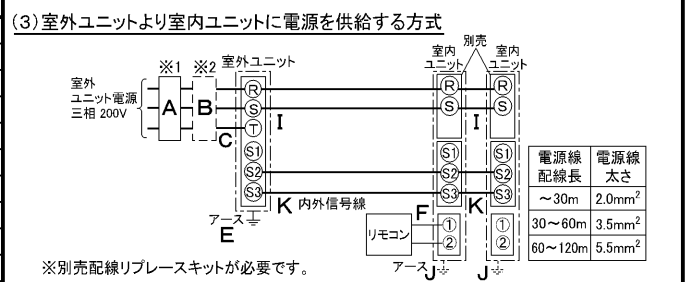 (3)室外ユニットより室内ユニットに電源を供給する方式
※1 ※2 室外ユニット
別売
室内ユニット 室内ユニット
室外
ユニット電源
三相 200V
A B C
R
S
T
S1
S2
S3
I
R
S
S1
S2
S3
I
R
S
S1
S2
S3
K 内外信号線
K
アース
E
F
リモコン
①
②
①
②
アース J
J
電源線配線長 電源線太さ
～30m 2.0mm²
30～60m 3.5mm²
60～120m 5.5mm²
※別売配線リプレースキットが必要です。